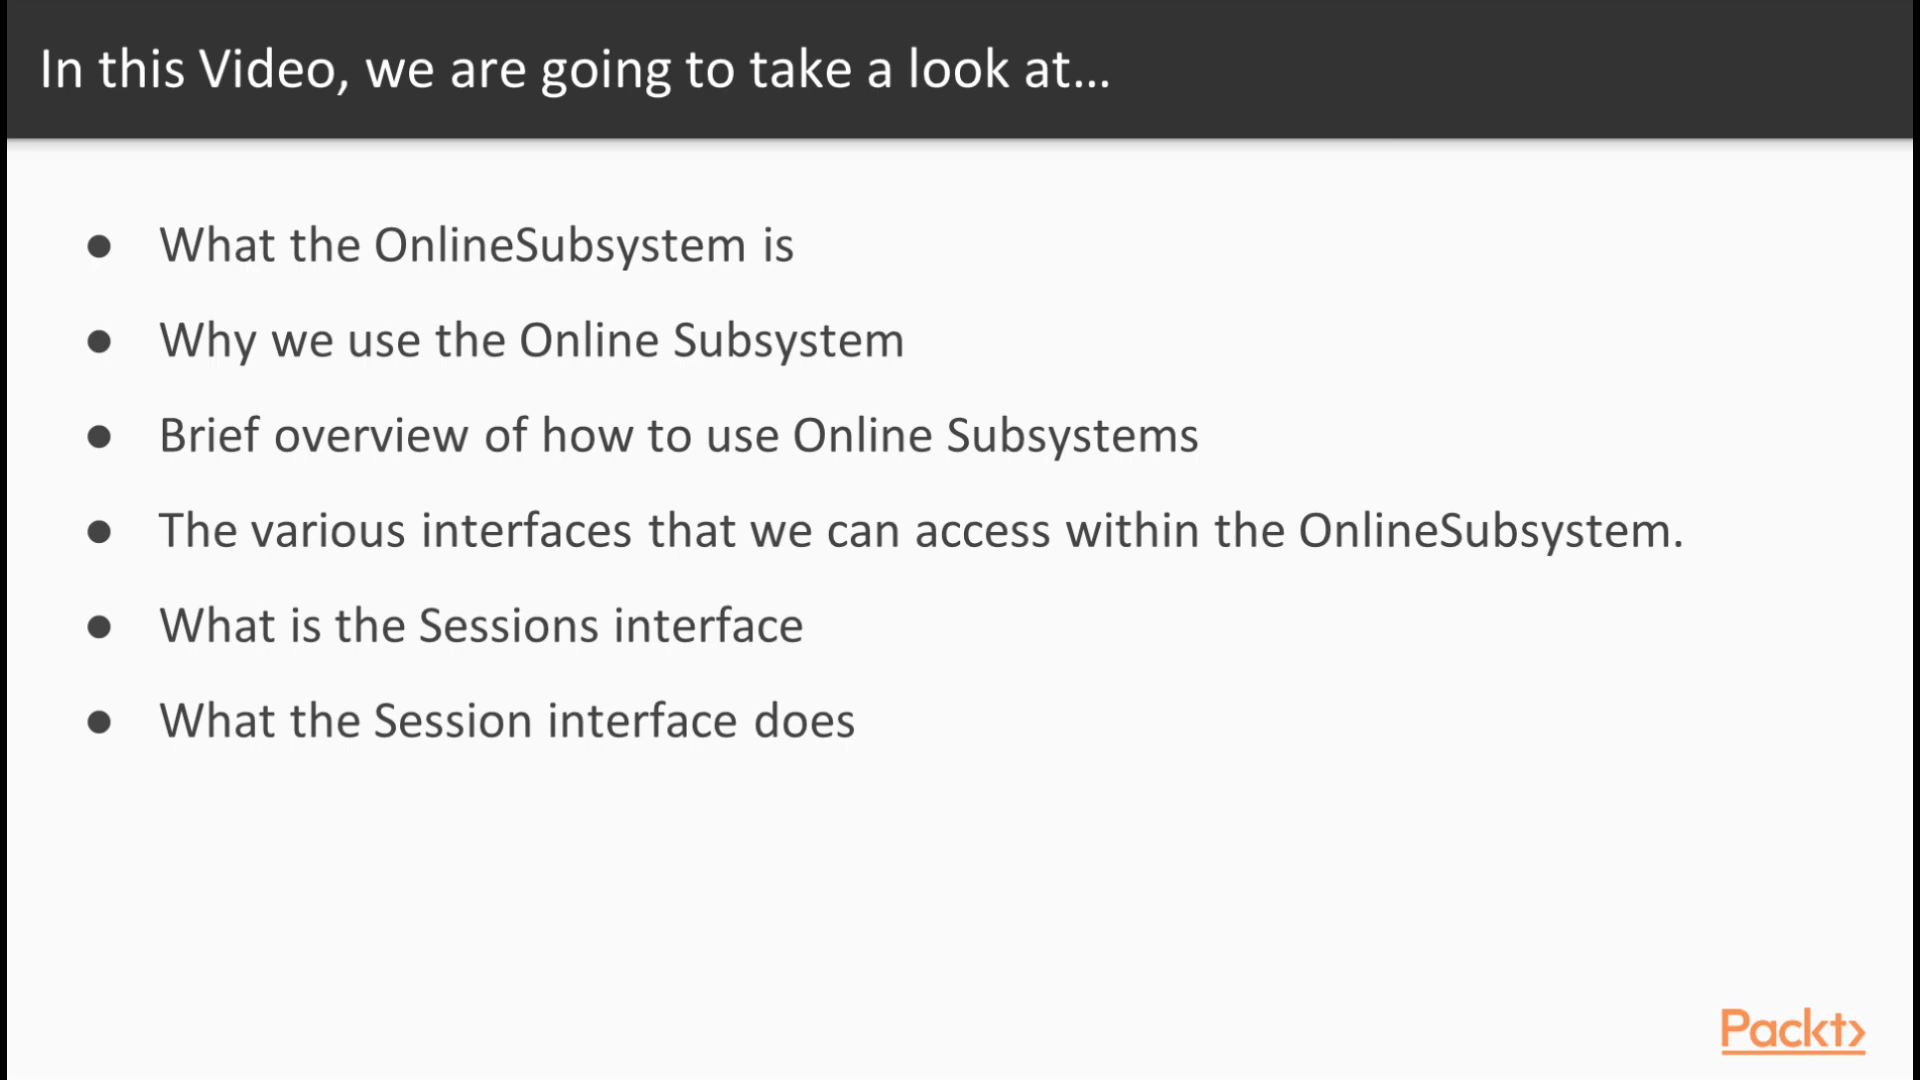 In this Video, we are going to take a look at...
● What the OnlineSubsystem is
● Why we use the Online Subsystem
● Brief overview of how to use Online Subsystems
● The various interfaces that we can access within the OnlineSubsystem.
● What is the Sessions interface
● What the Session interface does
Packt>